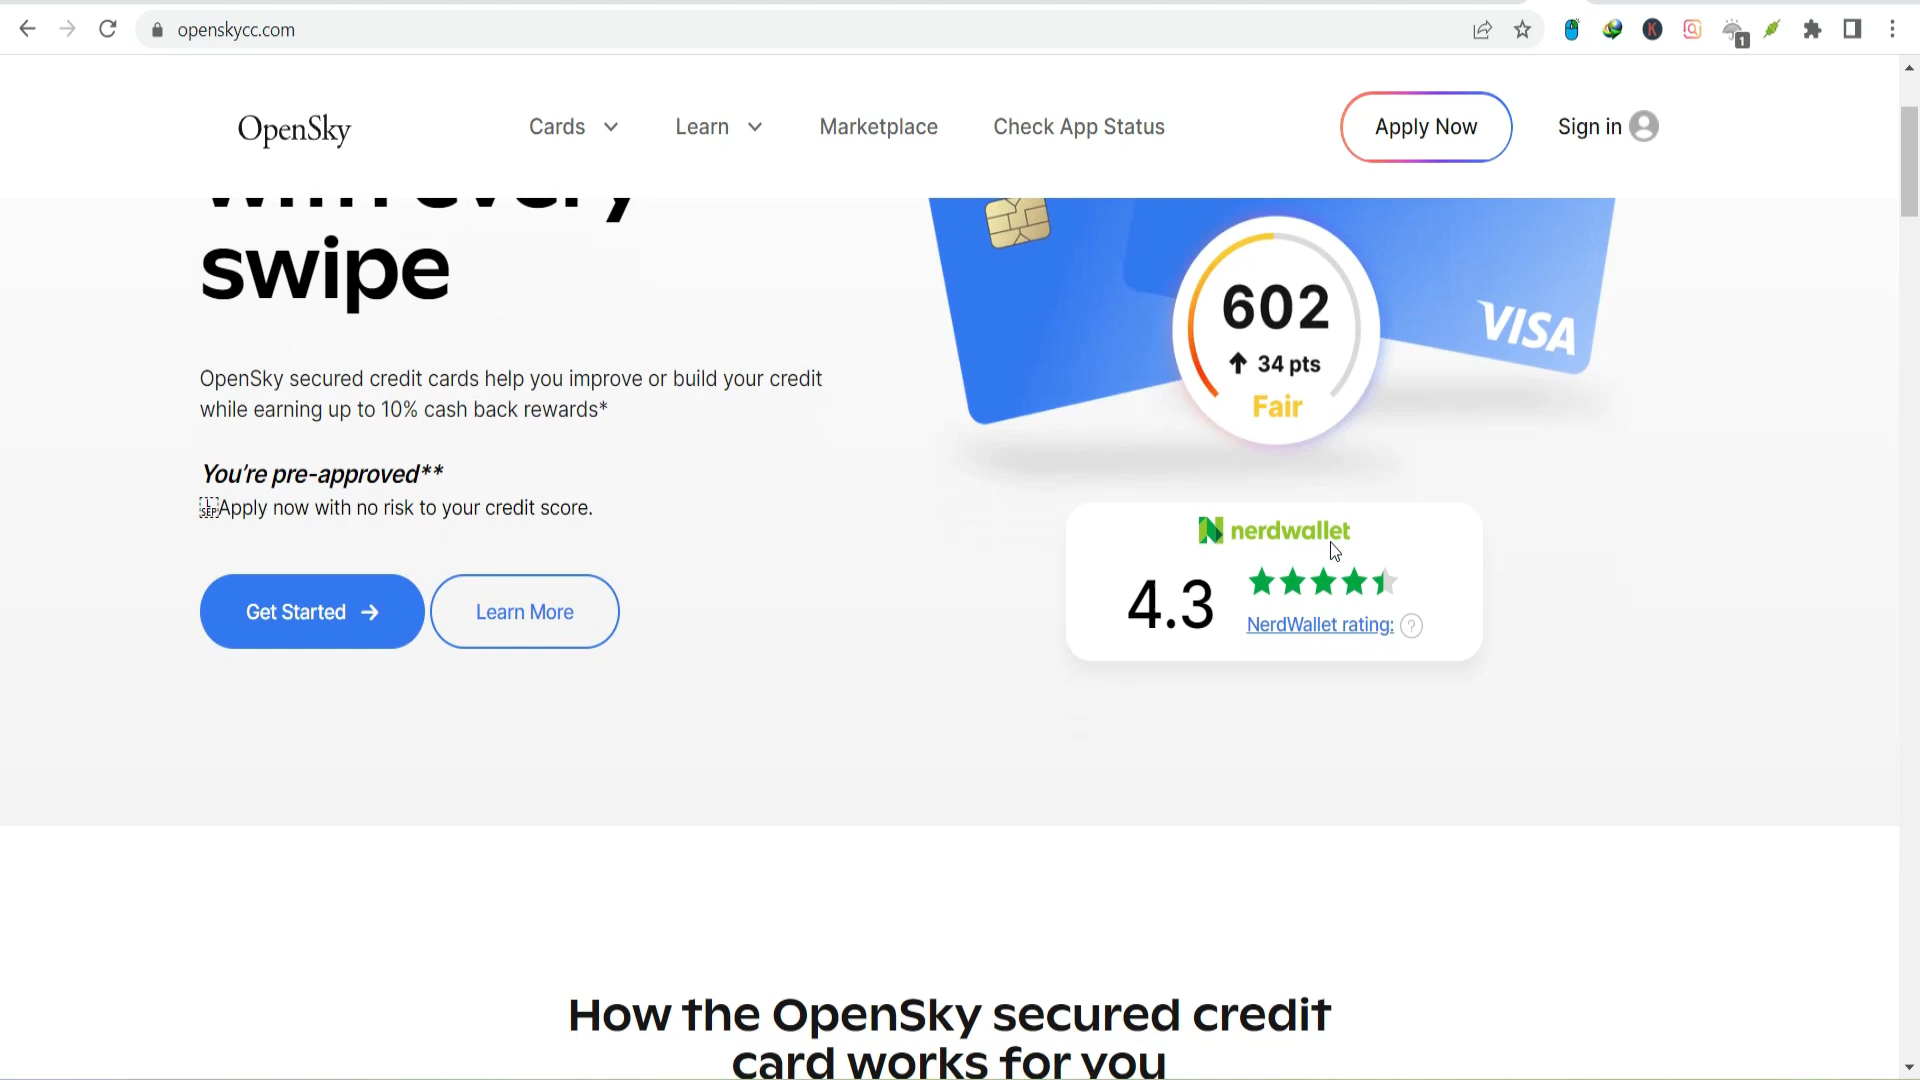 openskycc.com
1
OpenSky
Cards
Learn
Marketplace
Check App Status
Apply Now
Sign in
with every
swipe
OpenSky secured credit cards help you improve or build your credit
while earning up to 10% cash back rewards*
You're pre-approved**
Apply now with no risk to your credit score.
Get Started →
Learn More
602
↑ 34 pts
Fair
VISA
nerdwallet
4.3
NerdWallet rating: ?
How the OpenSky secured credit
card works for you